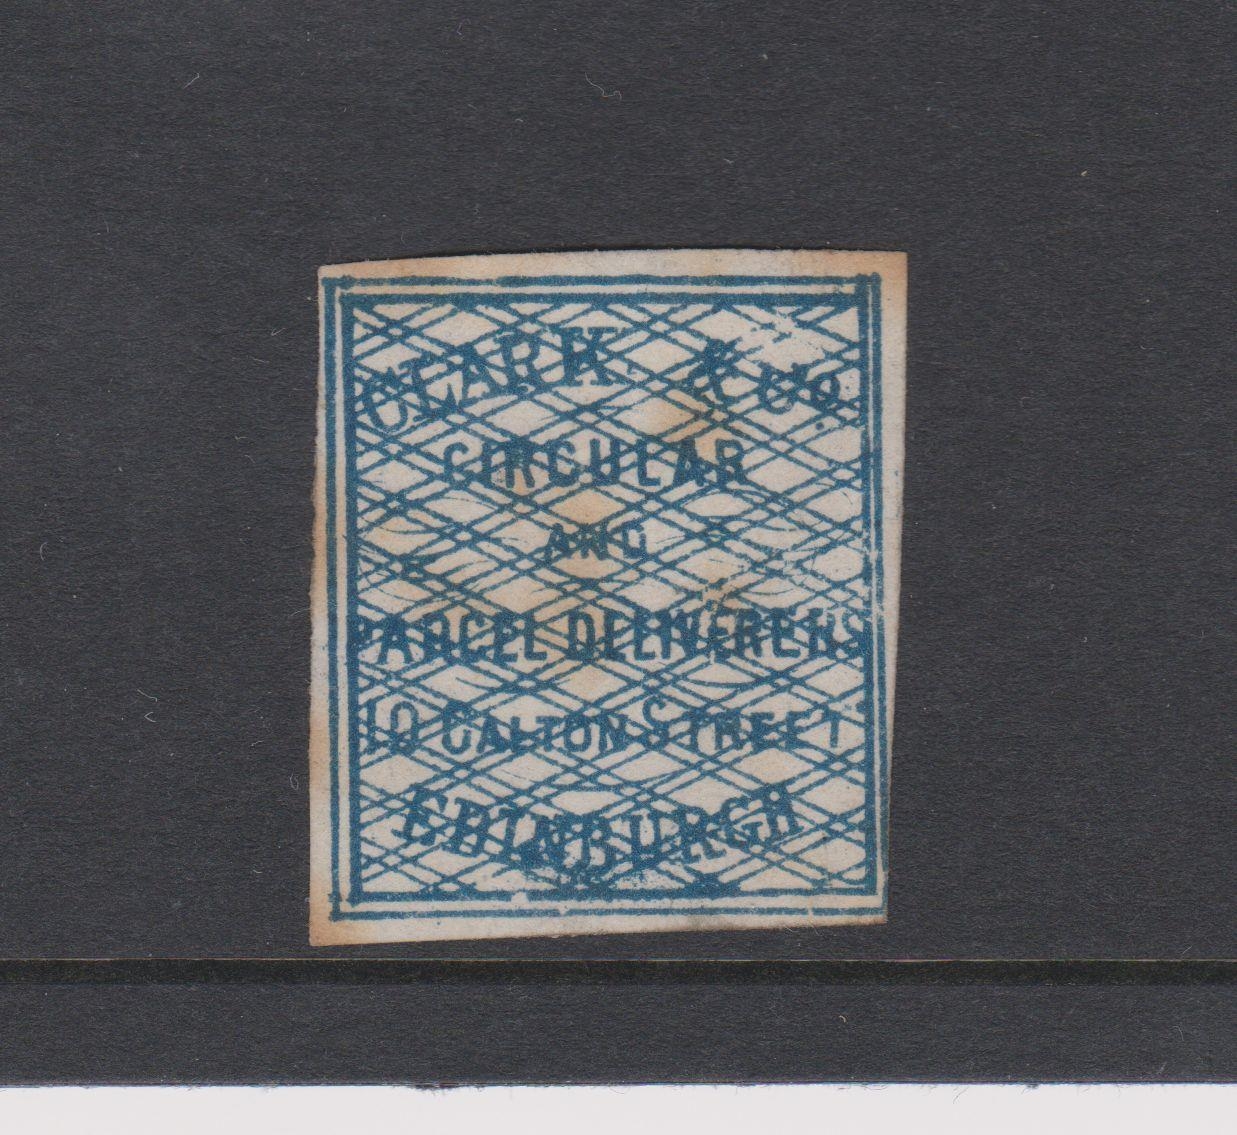 CLARK & Co.
CIRCULAR
AND
PARCEL DELIVERERS
10 CALTON STREET
EDINBURGH